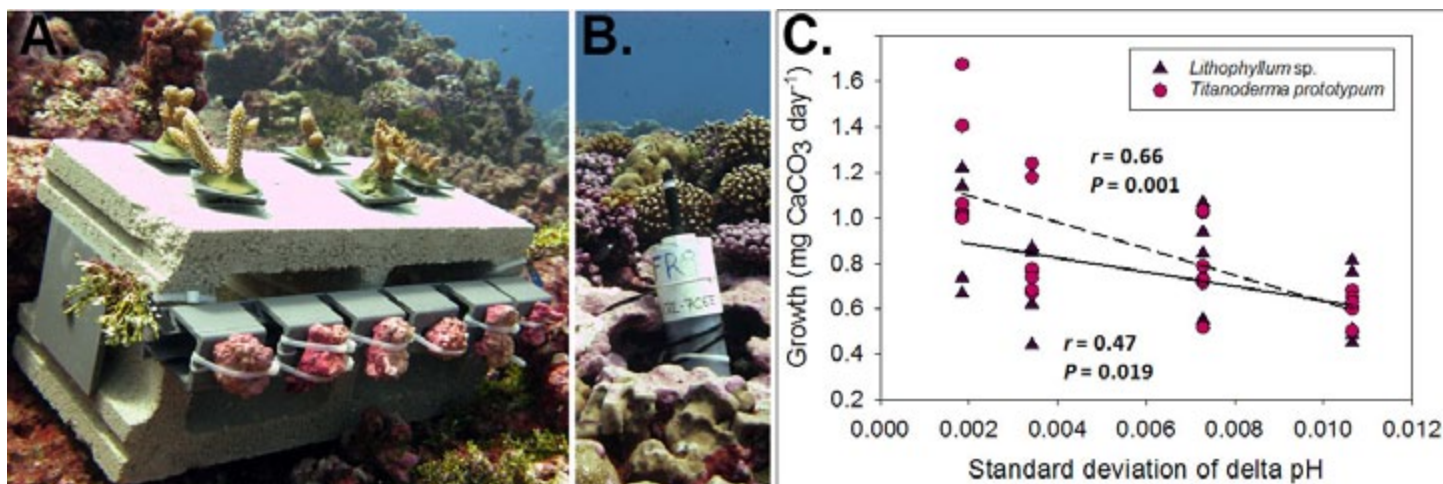 A.
B.
FR9
C.
Growth (mg CaCO3 day-1)
1.6
1.4
1.2
1.0
0.8
0.6
0.4
0.2
Lithophyllum sp.
Titanoderma prototypum
r = 0.66
P = 0.001
r = 0.47
P = 0.019
0.000 0.002 0.004 0.006 0.008 0.010 0.012
Standard deviation of delta pH